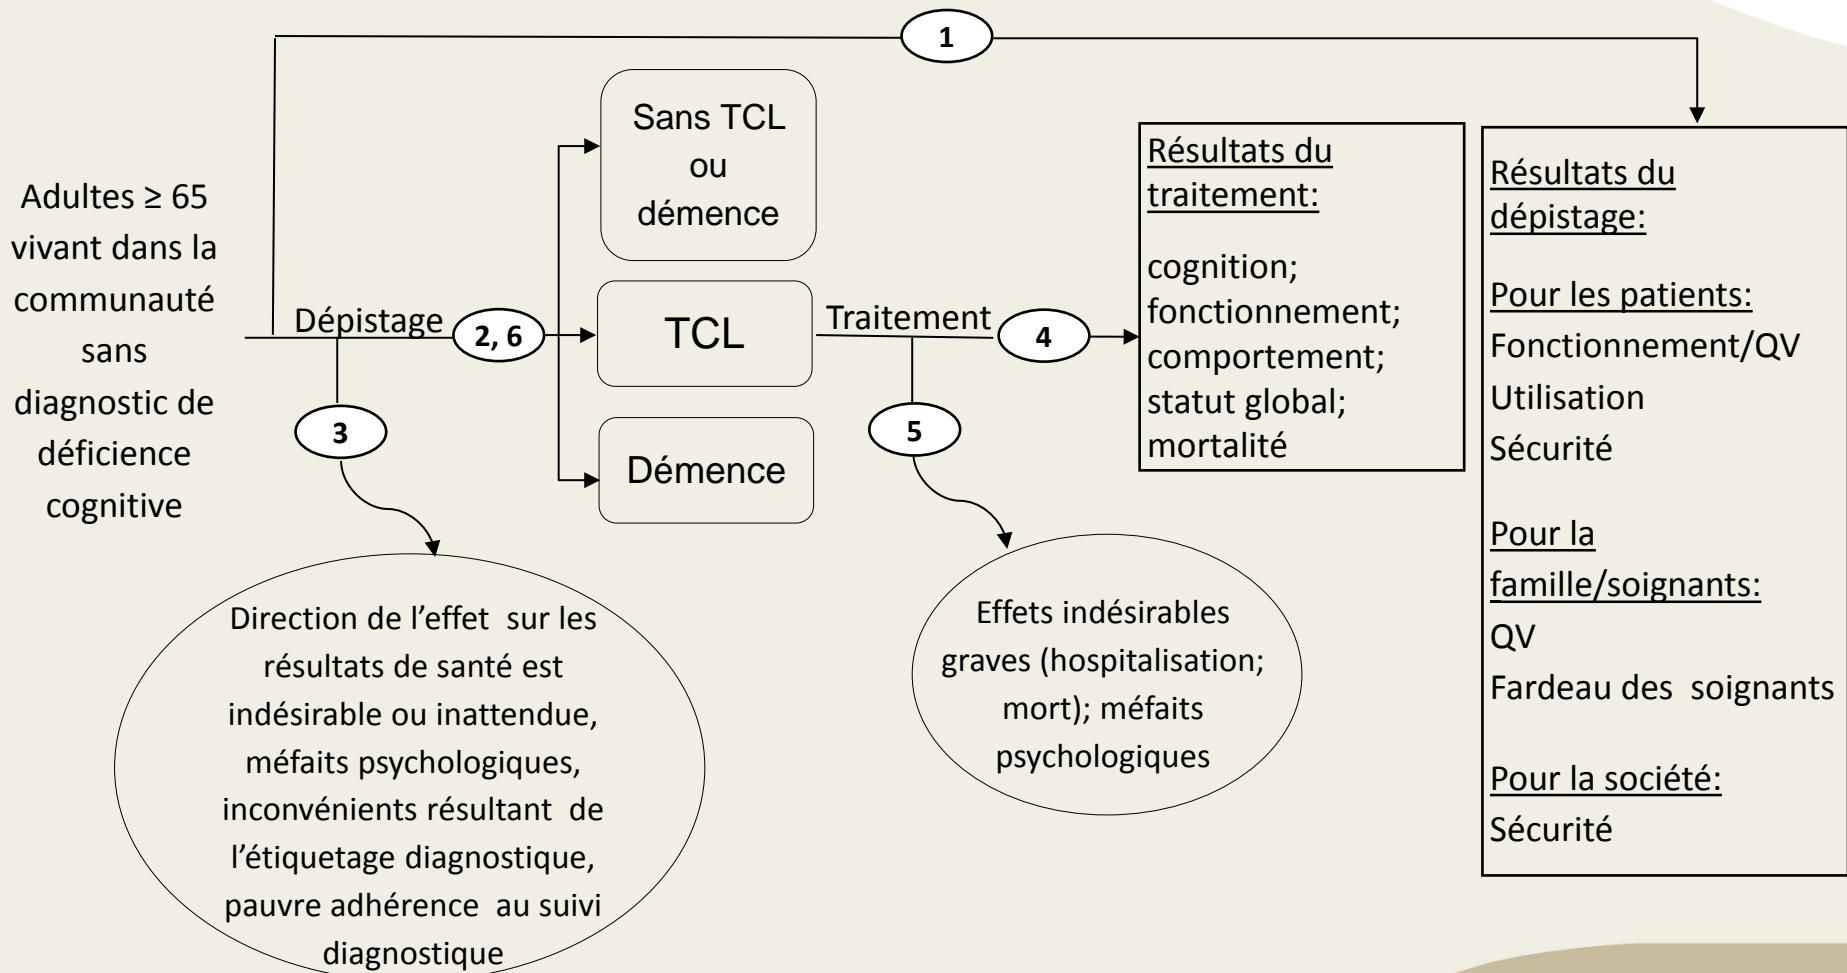 1
Adultes ≥ 65
vivant dans la
communauté
sans
diagnostic de
déficience
cognitive
Dépistage
2, 6
3
Sans TCL
ou
démence
TCL
Démence
Traitement
4
5
Résultats du
traitement:
cognition;
fonctionnement;
comportement;
statut global;
mortalité
Résultats du
dépistage:
Pour les patients:
Fonctionnement/QV
Utilisation
Sécurité
Pour la
famille/soignants:
QV
Fardeau des soignants
Pour la société:
Sécurité
Direction de l’effet sur les
résultats de santé est
indésirable ou inattendue,
méfaits psychologiques,
inconvénients résultant de
l’étiquetage diagnostique,
pauvre adhérence au suivi
diagnostique
Effets indésirables
graves (hospitalisation;
mort); méfaits
psychologiques